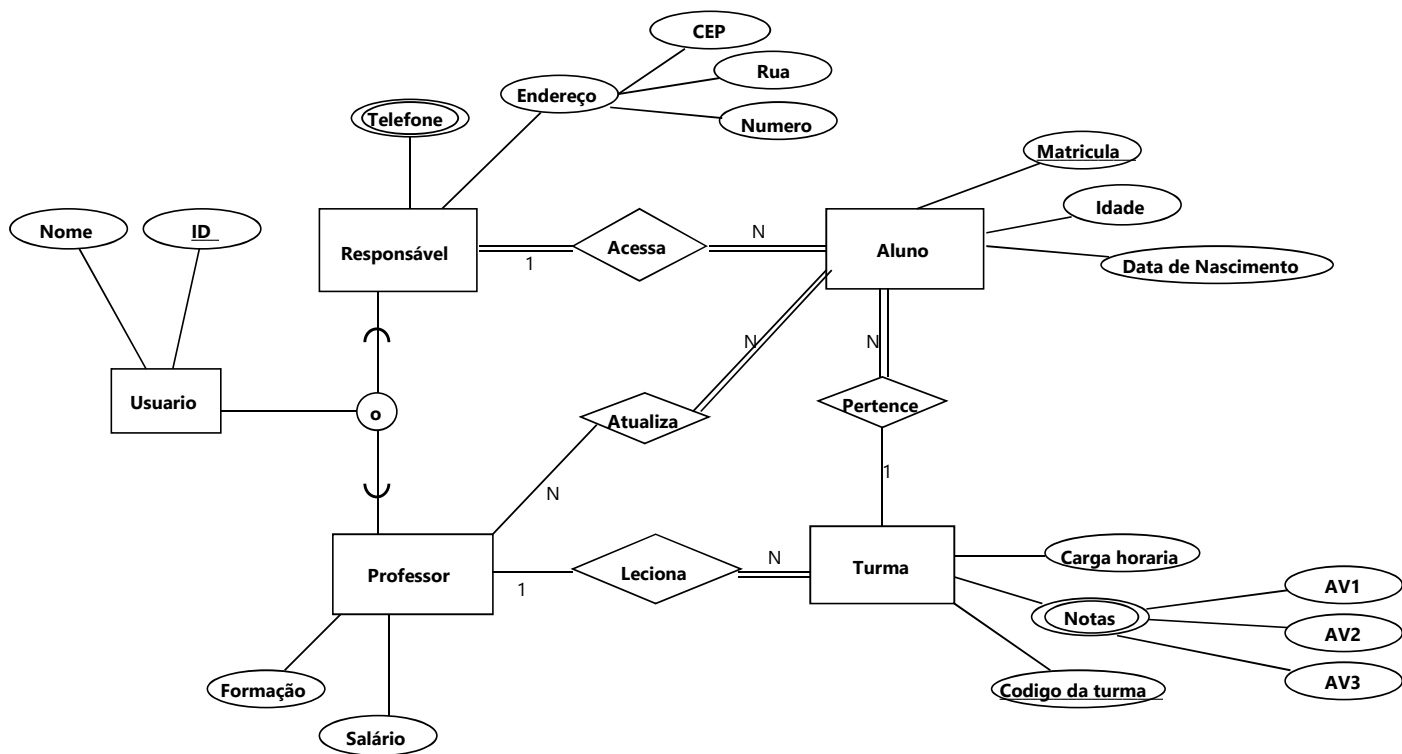 CEP
Rua
Endereço
Telefone
Numero
Matricula
Idade
Nome
ID
Responsável
1
Acessa
N
Aluno
Data de Nascimento
N
N
Usuario
o
Atualiza
Pertence
N
1
Professor
1
Leciona
N
Turma
Carga horaria
Notas
AV1
AV2
AV3
Formação
Codigo da turma
Salário